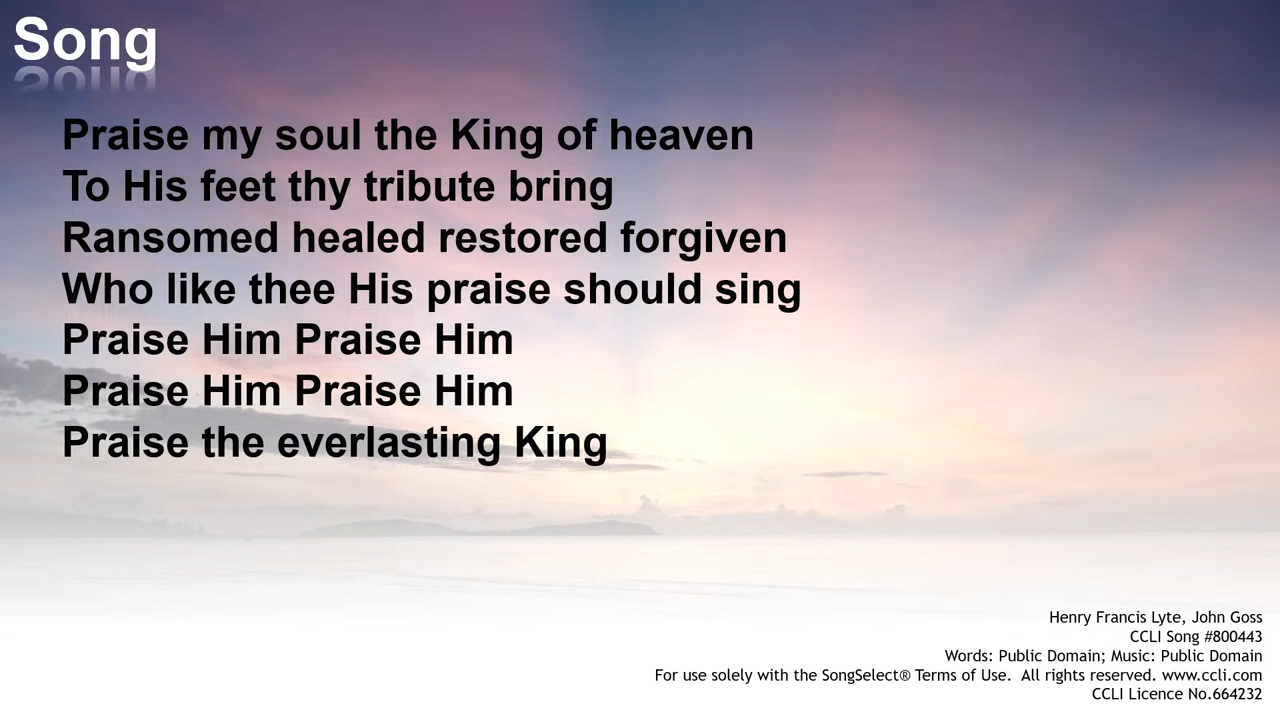 Song
Praise my soul the King of heaven
To His feet thy tribute bring
Ransomed healed restored forgiven
Who like thee His praise should sing
Praise Him Praise Him
Praise Him Praise Him
Praise the everlasting King
Henry Francis Lyte, John Goss
CCLI Song #800443
Words: Public Domain; Music: Public Domain
For use solely with the SongSelect® Terms of Use.  All rights reserved. www.ccli.com
CCLI Licence No.664232